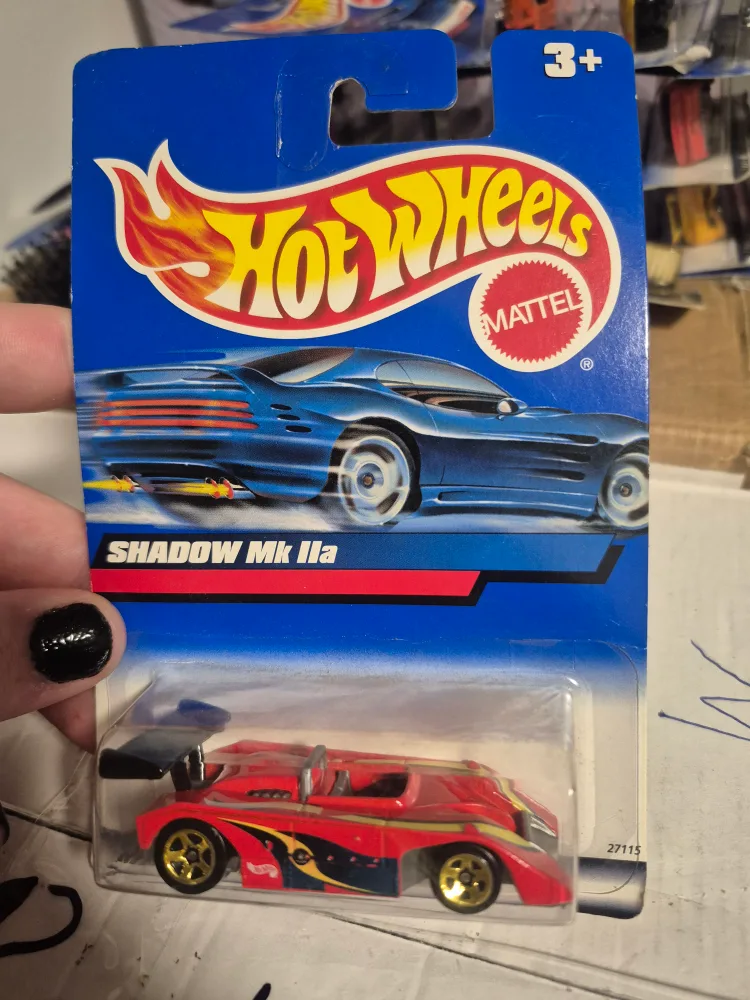 3+
HOT WHEELS
MATTEL
®
SHADOW Mk IIa
27115